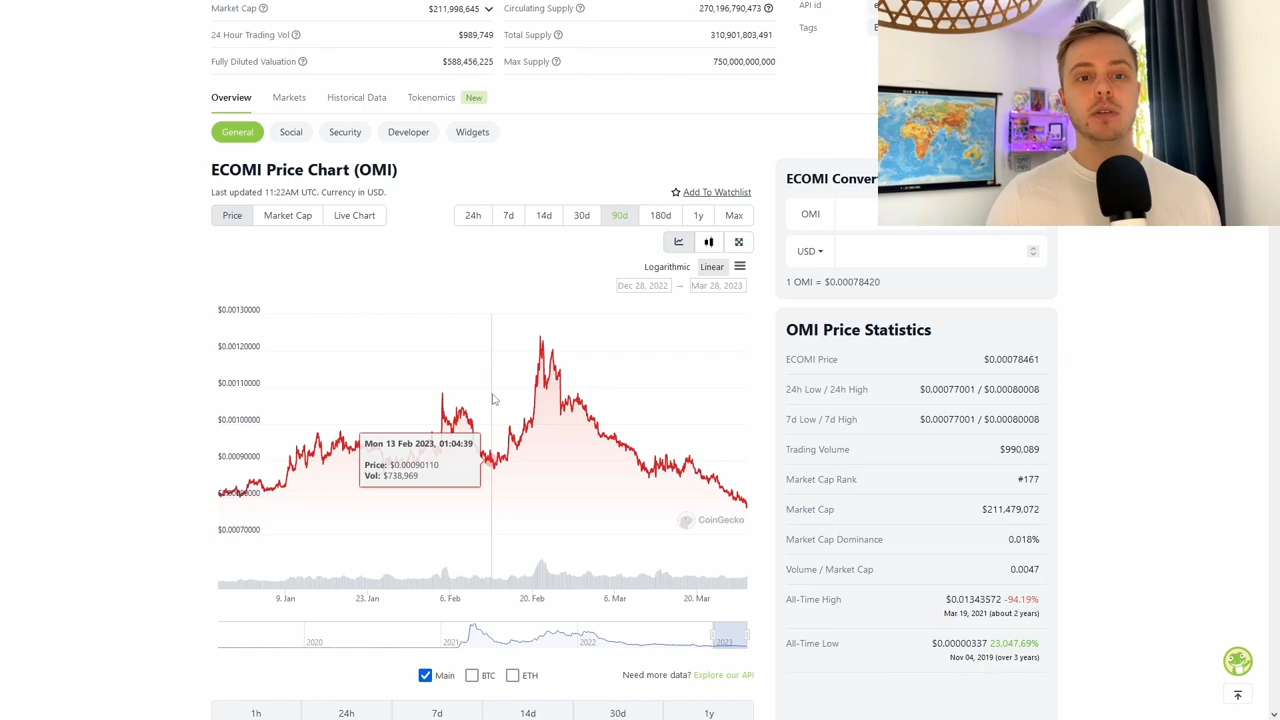 Market Cap $211,998,645 Circulating Supply 270,196,790,473
API id
24 Hour Trading Vol $989,749 Total Supply 310,901,803,491
Tags
Fully Diluted Valuation $588,456,225 Max Supply 750,000,000,000
Overview Markets Historical Data Tokenomics New
General Social Security Developer Widgets
ECOMI Price Chart (OMI)
Last updated 11:22AM UTC. Currency in USD.
Add To Watchlist
Price Market Cap Live Chart
24h 7d 14d 30d 90d 180d 1y Max
Logarithmic Linear
Dec 28, 2022 → Mar 28, 2023
$0.00130000
$0.00120000
$0.00110000
$0.00100000
$0.00090000
$0.00070000
Mon 13 Feb 2023, 01:04:39
Price: $0.00090110
Vol: $738,969
CoinGecko
9. Jan 23. Jan 6. Feb 20. Feb 6. Mar 20. Mar
2020 2021 2022 2023
Main BTC ETH
Need more data? Explore our API
1h 24h 7d 14d 30d 1y
ECOMI Conver
OMI
USD
1 OMI = $0.00078420
OMI Price Statistics
ECOMI Price $0.00078461
24h Low / 24h High $0.00077001 / $0.00080008
7d Low / 7d High $0.00077001 / $0.00080008
Trading Volume $990,089
Market Cap Rank #177
Market Cap $211,479,072
Market Cap Dominance 0.018%
Volume / Market Cap 0.0047
All-Time High $0.01343572 -94.19%
Mar 19, 2021 (about 2 years)
All-Time Low $0.00000337 23,047.69%
Nov 04, 2019 (over 3 years)